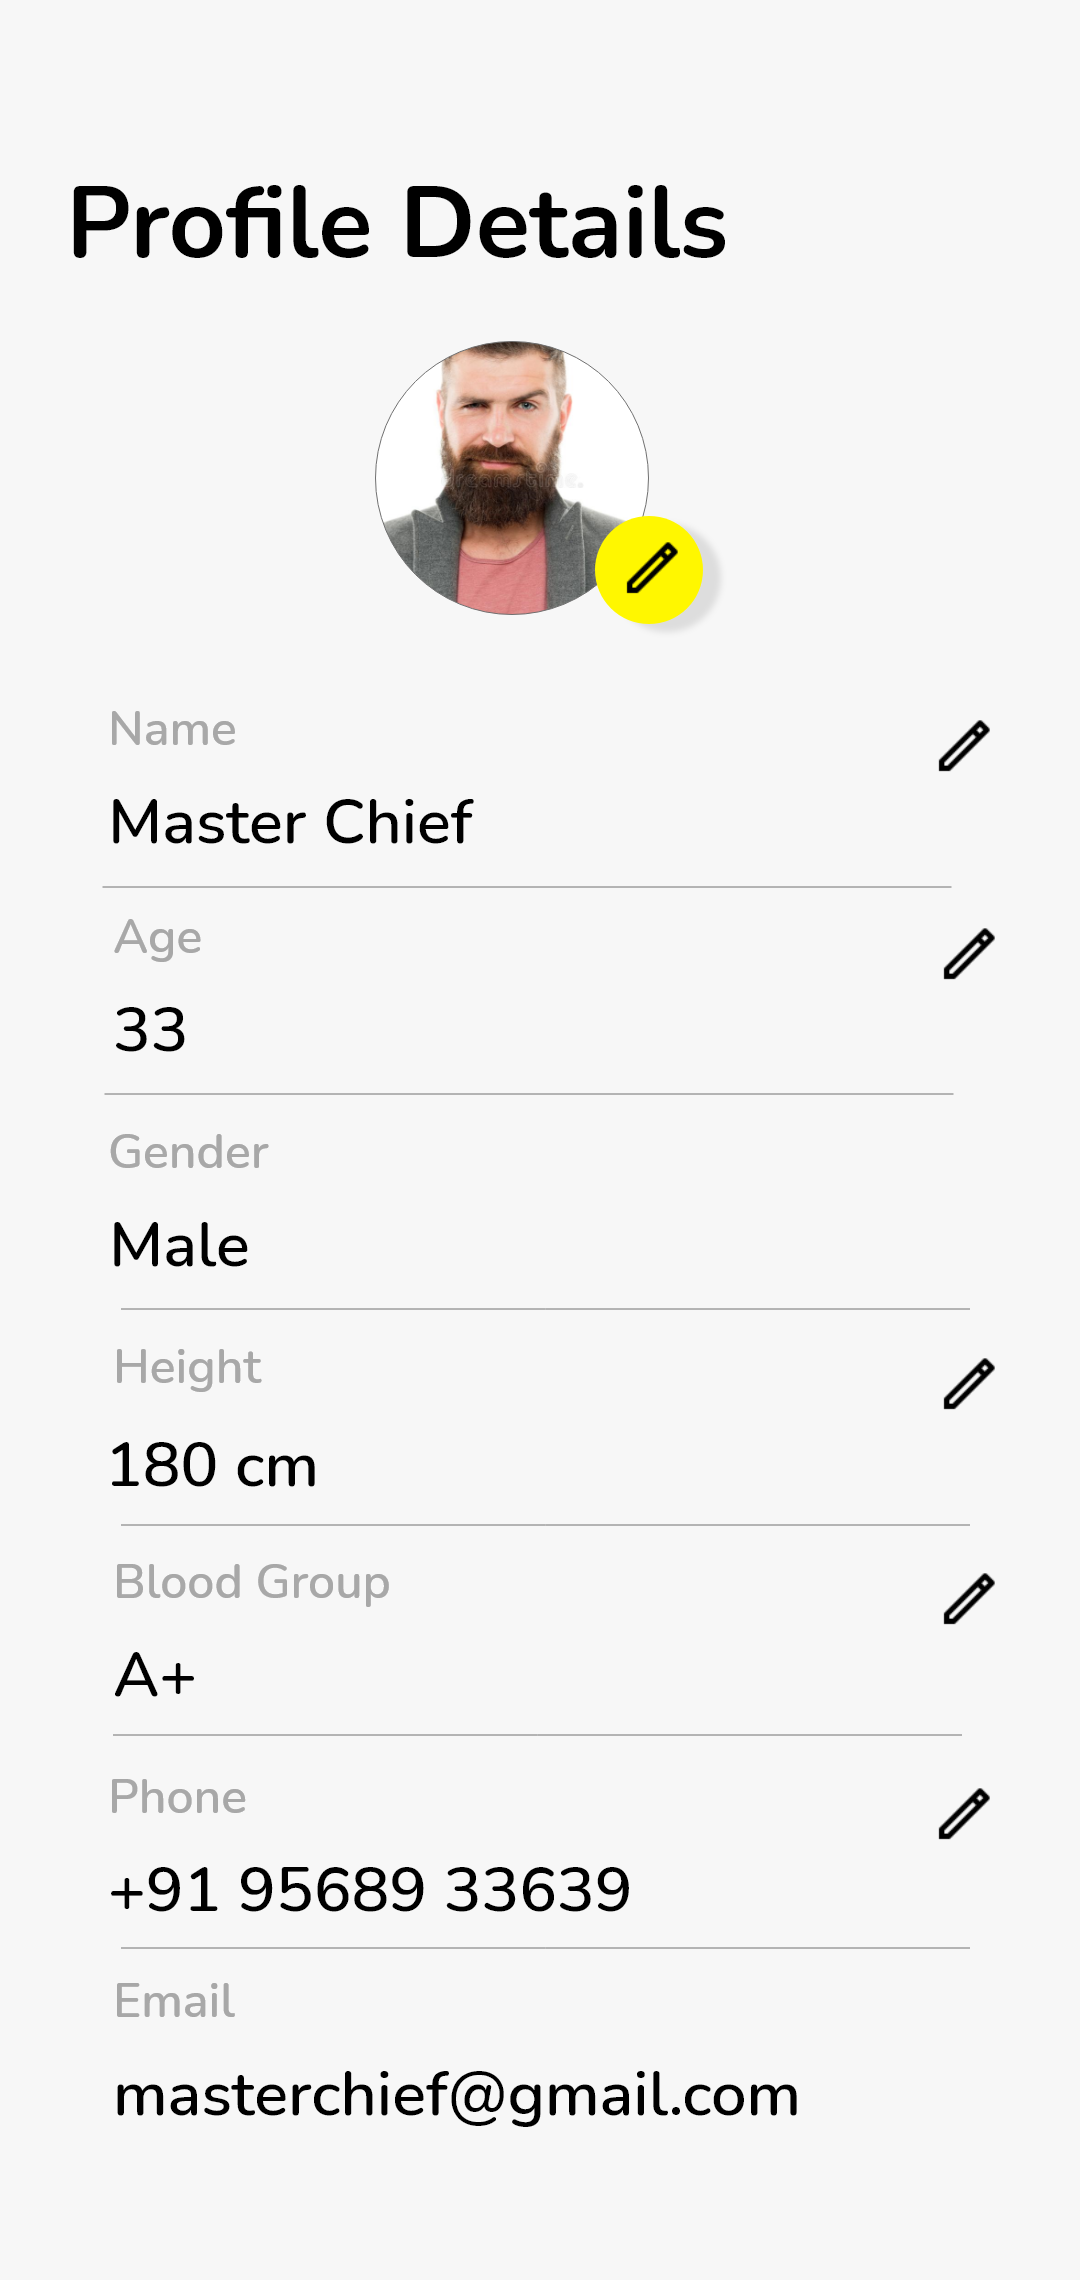 Profile Details
dreamstime.
Name
Master Chief
Age
33
Gender
Male
Height
180 cm
Blood Group
A+
Phone
+91 95689 33639
Email
masterchief@gmail.com